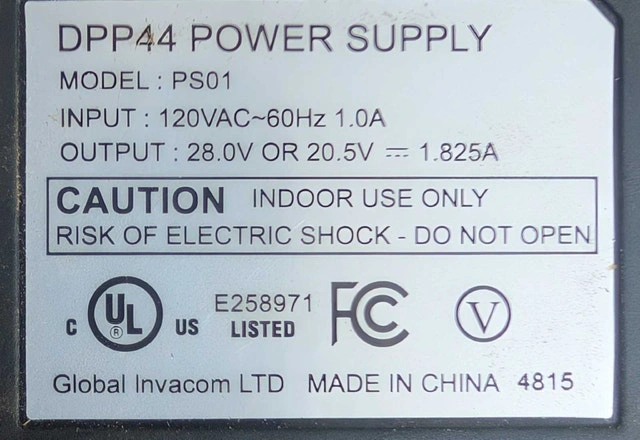 DPP44 POWER SUPPLY
MODEL : PS01
INPUT : 120VAC~60Hz 1.0A
OUTPUT : 28.0V OR 20.5V ⎓ 1.825A
CAUTION INDOOR USE ONLY
RISK OF ELECTRIC SHOCK - DO NOT OPEN
C UL ® US E258971 LISTED FC V
Global Invacom LTD MADE IN CHINA 4815